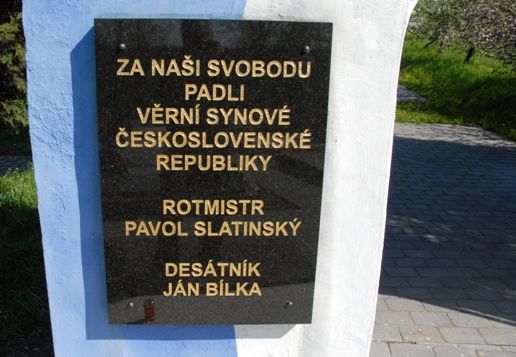 ZA NAŠI SVOBODU
PADLI
VĚRNÍ SYNOVÉ
ČESKOSLOVENSKÉ
REPUBLIKY
ROTMISTR
PAVOL SLATINSKÝ
DESÁTNÍK
JÁN BÍLKA